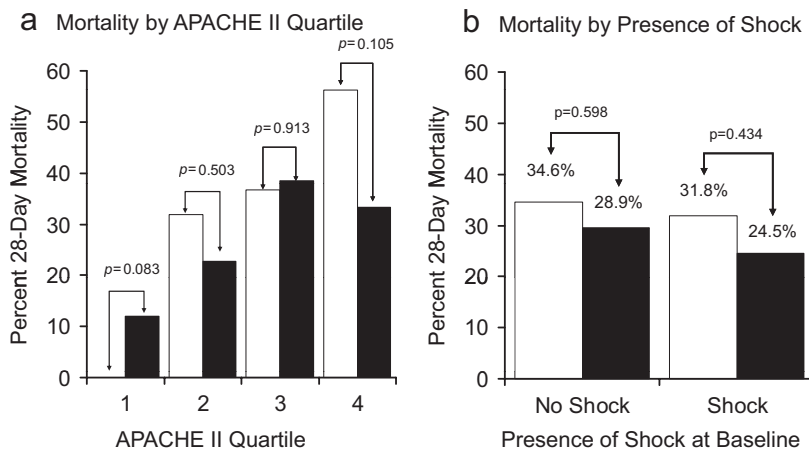 a Mortality by APACHE II Quartile
Percent 28-Day Mortality
60
50
40
30
20
10
0
p=0.083
p=0.503
p=0.913
p=0.105
1 2 3 4
APACHE II Quartile
b Mortality by Presence of Shock
Percent 28-Day Mortality
60
50
40
30
20
10
0
p=0.598
34.6%
28.9%
p=0.434
31.8%
24.5%
No Shock Shock
Presence of Shock at Baseline